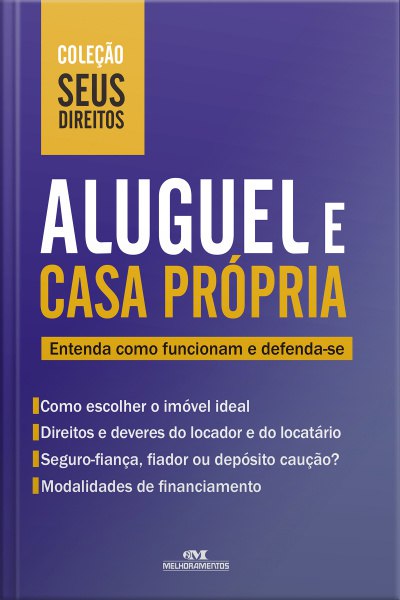 COLEÇÃO
SEUS
DIREITOS
ALUGUEL E
CASA PRÓPRIA
Entenda como funcionam e defenda-se
Como escolher o imóvel ideal
Direitos e deveres do locador e do locatário
Seguro-fiança, fiador ou depósito caução?
Modalidades de financiamento
MELHORAMENTOS